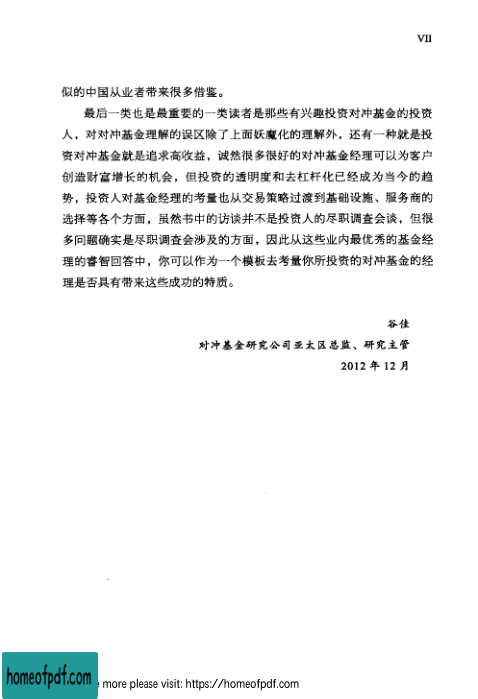 VII
似的中国从业者带来很多借鉴。
最后一类也是最重要的一类读者是那些有兴趣投资对冲基金的投资
人，对对冲基金理解的误区除了上面妖魔化的理解外，还有一种就是投
资对冲基金就是追求高收益，诚然很多很好的对冲基金经理可以为客户
创造财富增长的机会，但投资的透明度和去杠杆化已经成为当今的趋
势，投资人对基金经理的考量也从交易策略过渡到基础设施、服务商的
选择等各个方面，虽然书中的访谈并不是投资人的尽职调查会谈，但很
多问题确实是尽职调查会涉及的方面，因此从这些业内最优秀的基金经
理的睿智回答中，你可以作为一个模板去考量你所投资的对冲基金的经
理是否具有带来这些成功的特质。
谷佳
对冲基金研究公司亚太区总监、研究主管
2012 年 12 月
homeofpdf.com
more please visit: https://homeofpdf.com